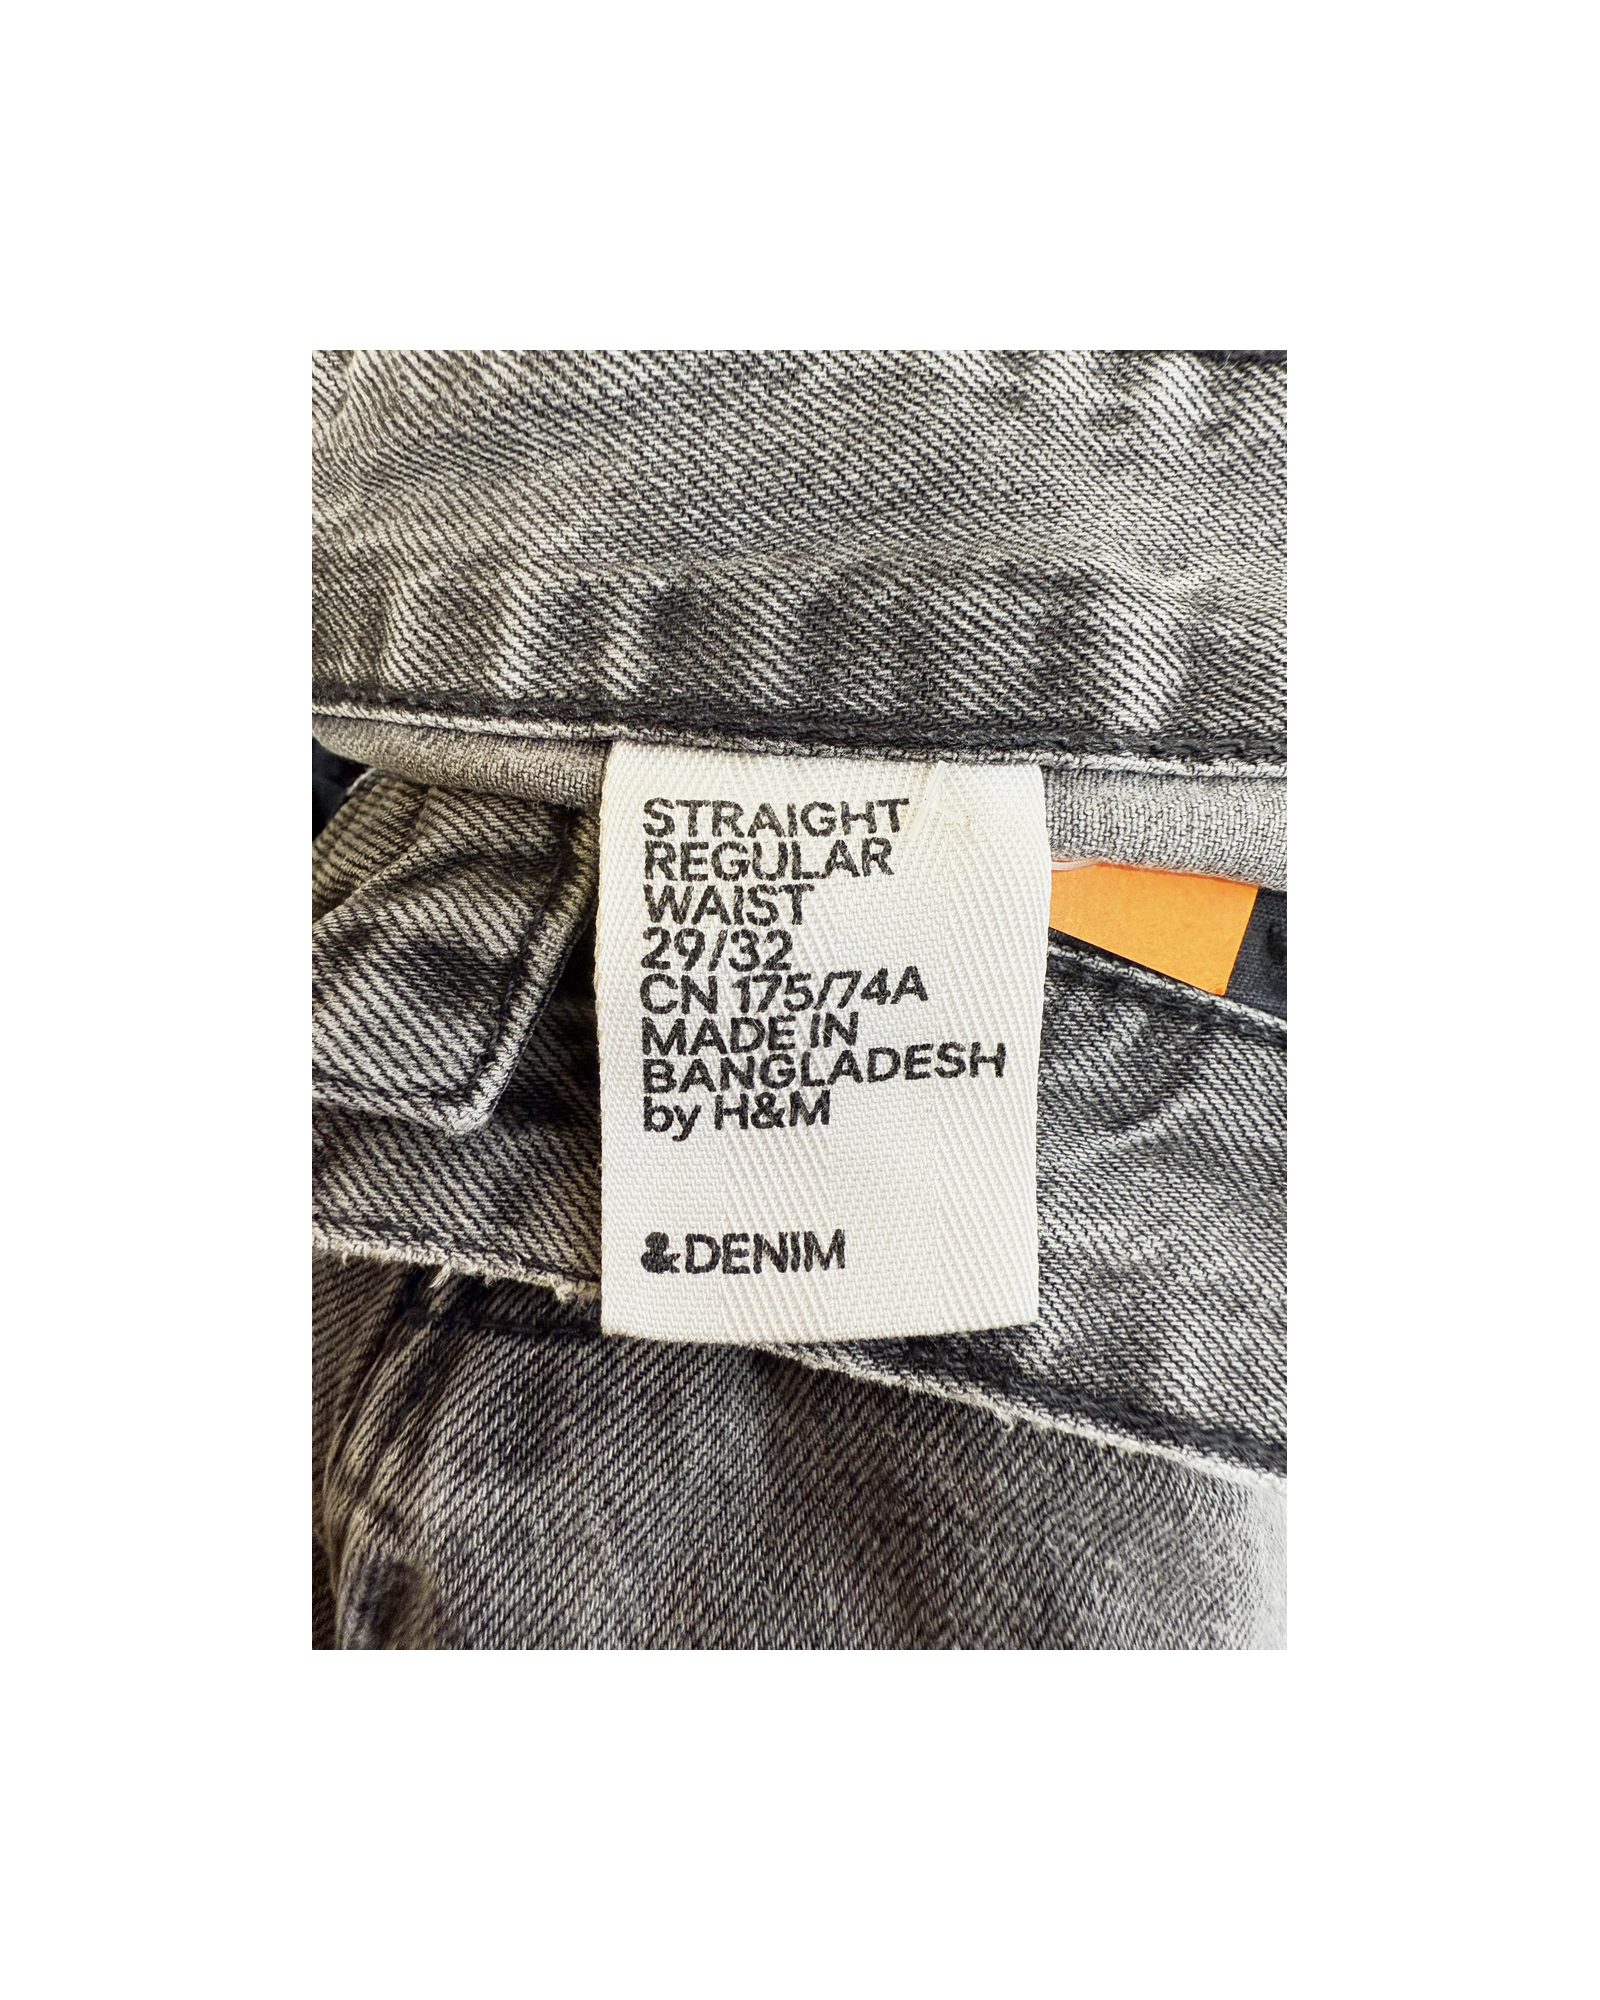 STRAIGHT
REGULAR
WAIST
29/32
CN 175/74A
MADE IN
BANGLADESH
by H&M
&DENIM